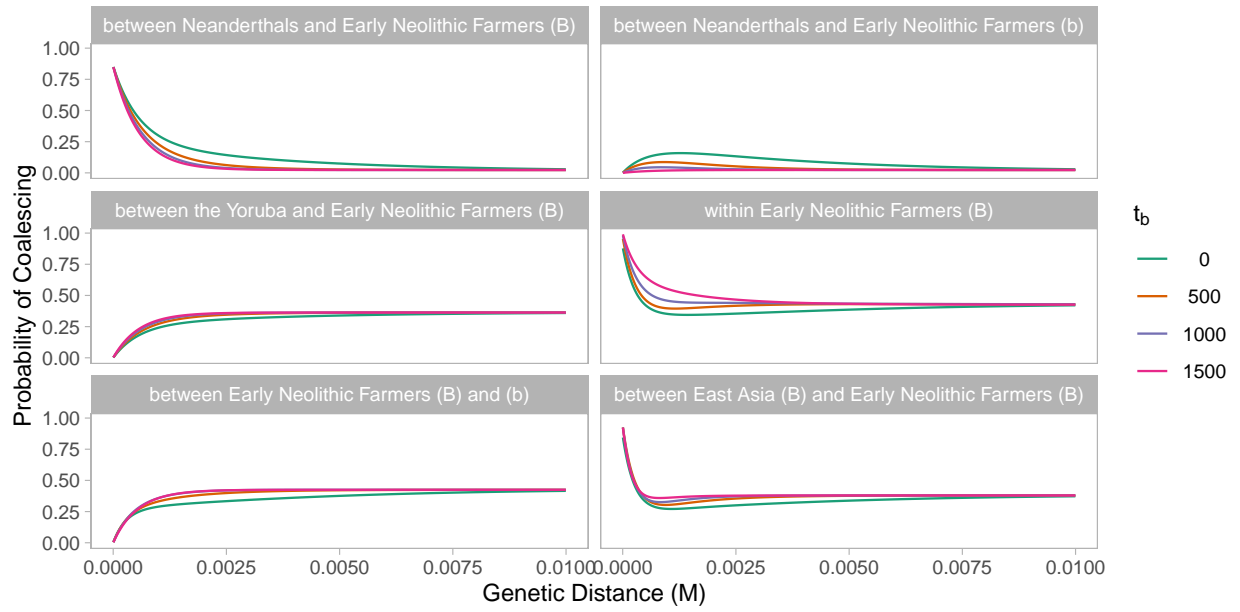 between Neanderthals and Early Neolithic Farmers (B)
between Neanderthals and Early Neolithic Farmers (b)
1.00
0.75
0.50
0.25
0.00
between the Yoruba and Early Neolithic Farmers (B)
within Early Neolithic Farmers (B)
1.00
0.75
0.50
0.25
0.00
between Early Neolithic Farmers (B) and (b)
between East Asia (B) and Early Neolithic Farmers (B)
1.00
0.75
0.50
0.25
0.00
0.0000 0.0025 0.0050 0.0075 0.0100
0.0000 0.0025 0.0050 0.0075 0.0100
Probability of Coalescing
Genetic Distance (M)
t_b
0
500
1000
1500